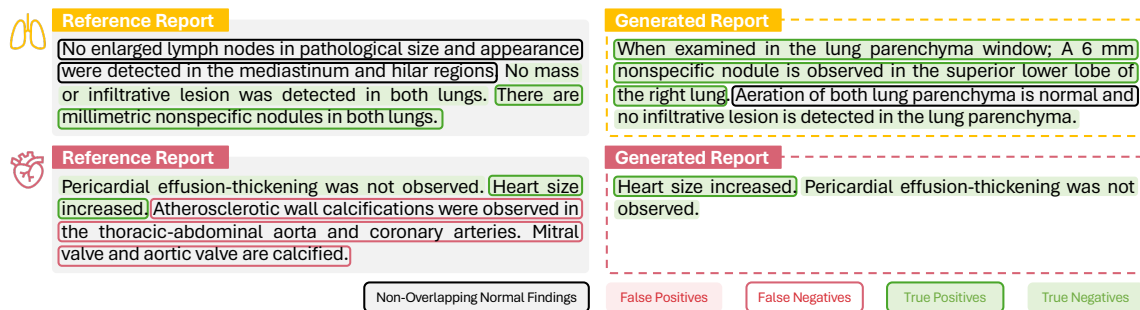 Reference Report
No enlarged lymph nodes in pathological size and appearance
were detected in the mediastinum and hilar regions. No mass
or infiltrative lesion was detected in both lungs. There are
millimetric nonspecific nodules in both lungs.
Generated Report
When examined in the lung parenchyma window; A 6 mm
nonspecific nodule is observed in the superior lower lobe of
the right lung. Aeration of both lung parenchyma is normal and
no infiltrative lesion is detected in the lung parenchyma.
Reference Report
Pericardial effusion-thickening was not observed. Heart size
increased. Atherosclerotic wall calcifications were observed in
the thoracic-abdominal aorta and coronary arteries. Mitral
valve and aortic valve are calcified.
Generated Report
Heart size increased. Pericardial effusion-thickening was not
observed.
Non-Overlapping Normal Findings
False Positives
False Negatives
True Positives
True Negatives